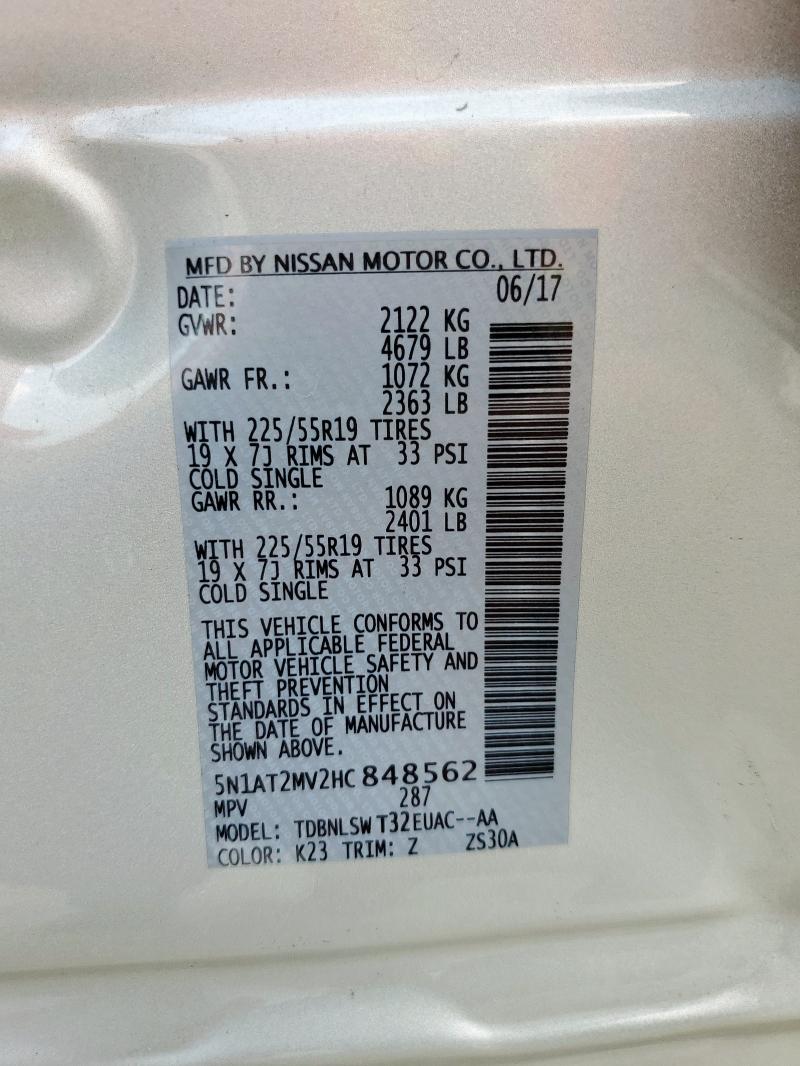 MFD BY NISSAN MOTOR CO., LTD.
DATE: 06/17
GVWR: 2122 KG
4679 LB
GAWR FR.: 1072 KG
2363 LB
WITH 225/55R19 TIRES
19 X 7J RIMS AT 33 PSI
COLD SINGLE
GAWR RR.: 1089 KG
2401 LB
WITH 225/55R19 TIRES
19 X 7J RIMS AT 33 PSI
COLD SINGLE
THIS VEHICLE CONFORMS TO
ALL APPLICABLE FEDERAL
MOTOR VEHICLE SAFETY AND
THEFT PREVENTION
STANDARDS IN EFFECT ON
THE DATE OF MANUFACTURE
SHOWN ABOVE.
5N1AT2MV2HC848562
MPV 287
MODEL: TDBNLSW T32EUAC--AA
COLOR: K23 TRIM: Z ZS30A